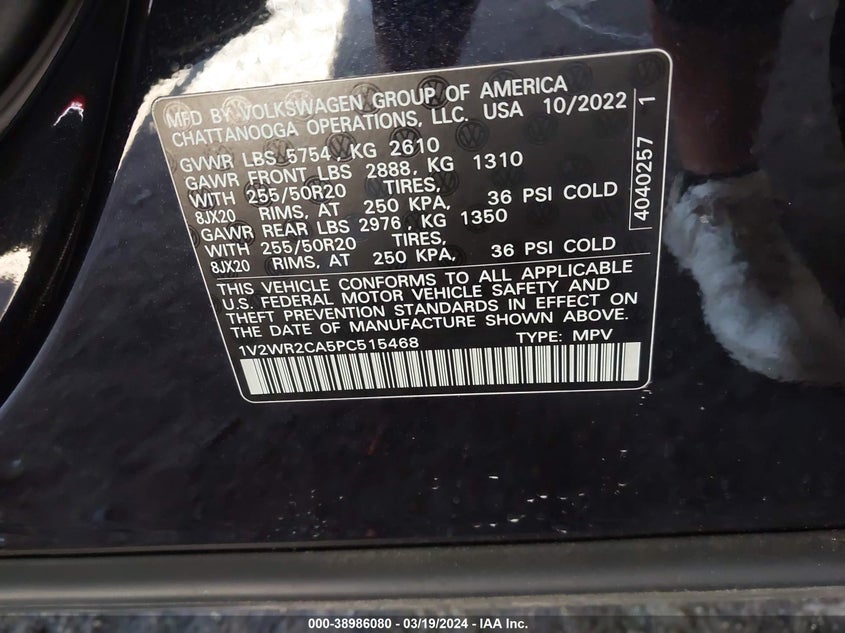 MFD BY VOLKSWAGEN GROUP OF AMERICA
CHATTANOOGA OPERATIONS, LLC. USA 10/2022 1
GVWR LBS 5754, KG 2610
GAWR FRONT LBS 2888, KG 1310
WITH 255/50R20 TIRES,
8JX20 RIMS, AT 250 KPA, 36 PSI COLD
GAWR REAR LBS 2976, KG 1350
WITH 255/50R20 TIRES,
8JX20 RIMS, AT 250 KPA, 36 PSI COLD
4040257
THIS VEHICLE CONFORMS TO ALL APPLICABLE
U.S. FEDERAL MOTOR VEHICLE SAFETY AND
THEFT PREVENTION STANDARDS IN EFFECT ON
THE DATE OF MANUFACTURE SHOWN ABOVE.
1V2WR2CA5PC515468 TYPE: MPV
000-38986080 - 03/19/2024 - IAA Inc.